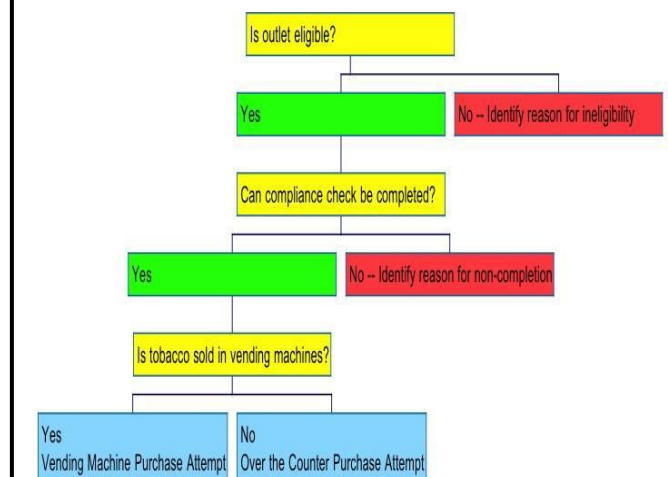 Is outlet eligible?
Yes
No -- Identify reason for ineligibility
Can compliance check be completed?
Yes
No -- Identify reason for non-completion
Is tobacco sold in vending machines?
Yes
Vending Machine Purchase Attempt
No
Over the Counter Purchase Attempt